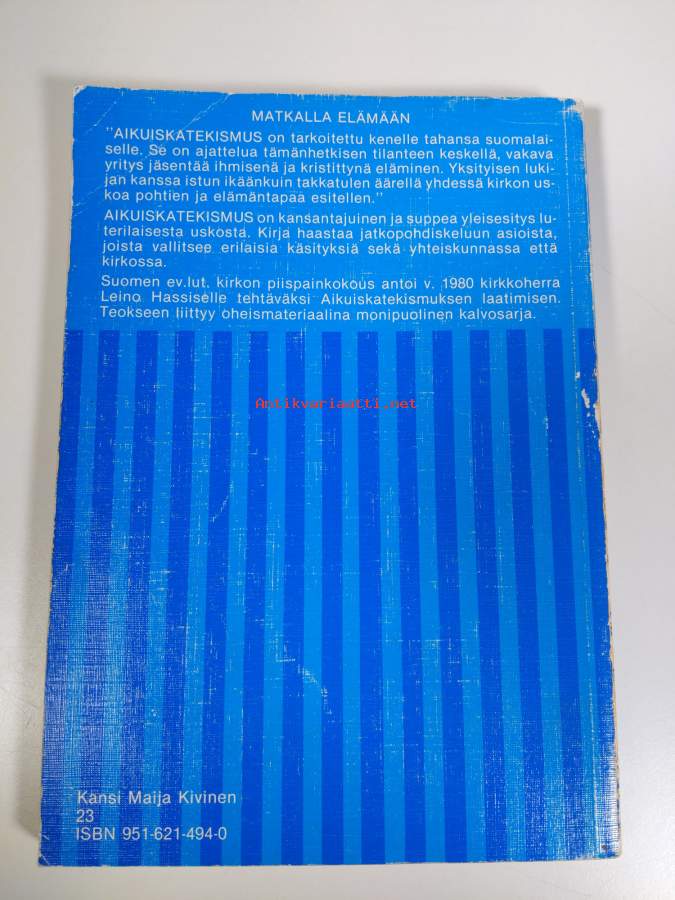 MATKALLA ELÄMÄÄN
"AIKUISKATEKISMUS on tarkoitettu kenelle tahansa suomalai-
selle. Se on ajattelua tämänhetkisen tilanteen keskellä, vakava
yritys jäsentää ihmisenä ja kristittynä eläminen. Yksityisen luki-
jan kanssa istun ikäänkuin takkatulen äärellä yhdessä kirkon us-
koa pohtien ja elämäntapaa esitellen."
AIKUISKATEKISMUS on kansantajuinen ja suppea yleisesitys lu-
terilaisesta uskosta. Kirja haastaa jatkopohdiskeluun asioista,
joista vallitsee erilaisia käsityksiä sekä yhteiskunnassa että
kirkossa.
Suomen ev.lut. kirkon piispainkokous antoi v. 1980 kirkkoherra
Leino Hassiselle tehtäväksi Aikuiskatekismuksen laatimisen.
Teokseen liittyy oheismateriaalina monipuolinen kalvosarja.
Antikvariaatti.net
Kansi Maija Kivinen
23
ISBN 951-621-494-0